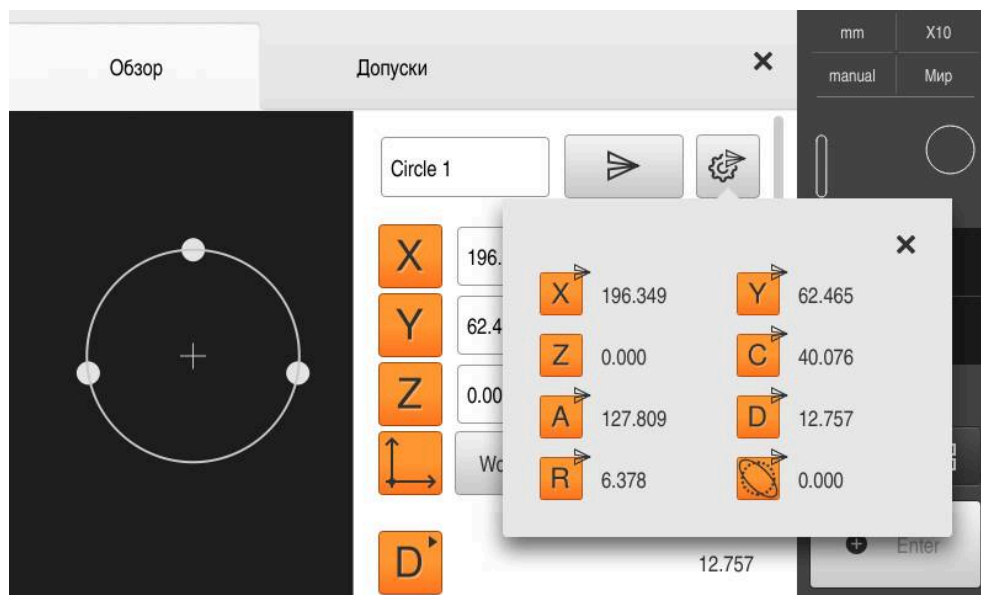 Обзор
Допуски
mm
X10
manual
Мир
Circle 1
X
196.
Y
62.4
Z
0.00
Wo
D
12.757
X 196.349
Y 62.465
Z 0.000
C 40.076
A 127.809
D 12.757
R 6.378
0.000
Enter